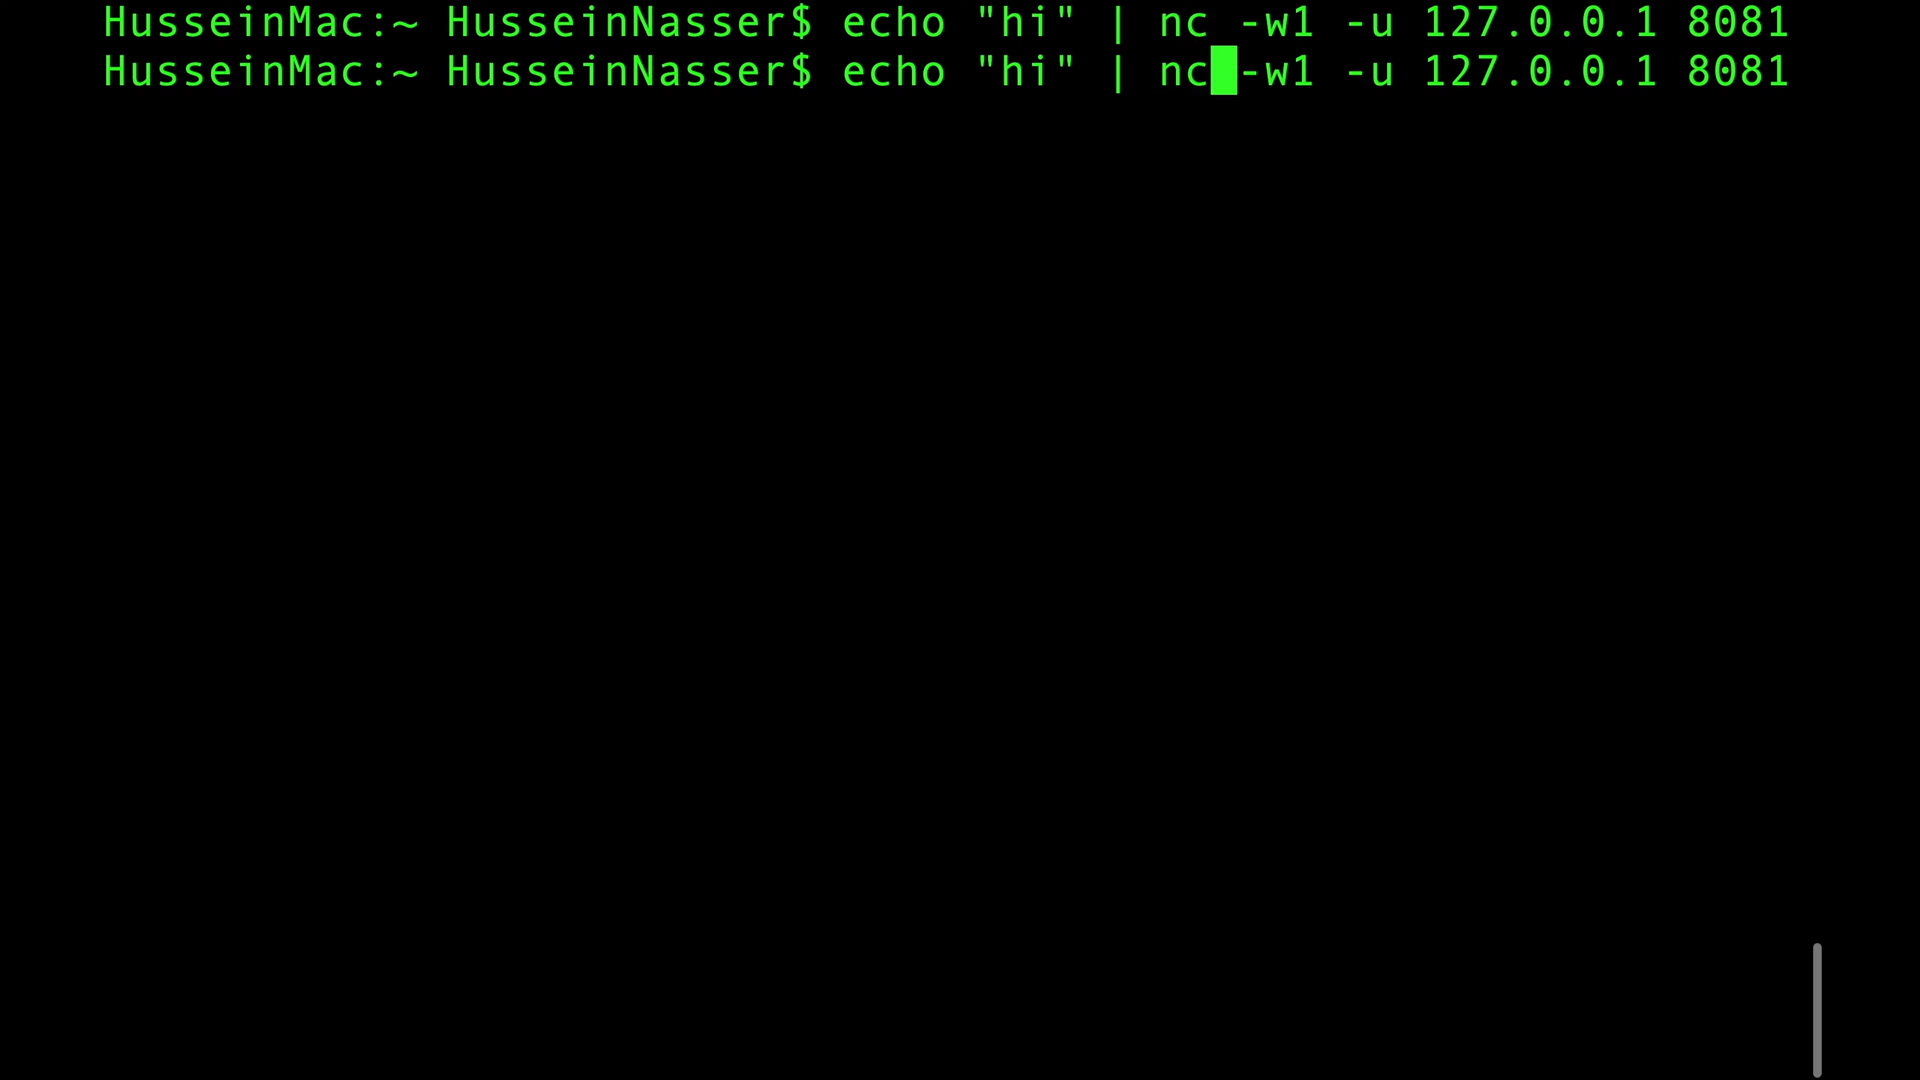 HusseinMac:~ HusseinNasser$ echo "hi" | nc -w1 -u 127.0.0.1 8081
HusseinMac:~ HusseinNasser$ echo "hi" | nc -w1 -u 127.0.0.1 8081